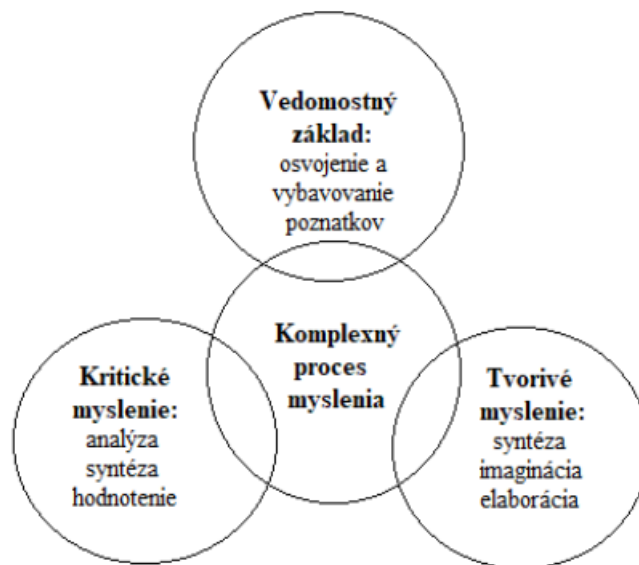 Vedomostný
základ:
osvojenie a
vybavovanie
poznatkov
Komplexný
proces
myslenia
Kritické
myslenie:
analýza
syntéza
hodnotenie
Tvorivé
myslenie:
syntéza
imaginácia
elaborácia